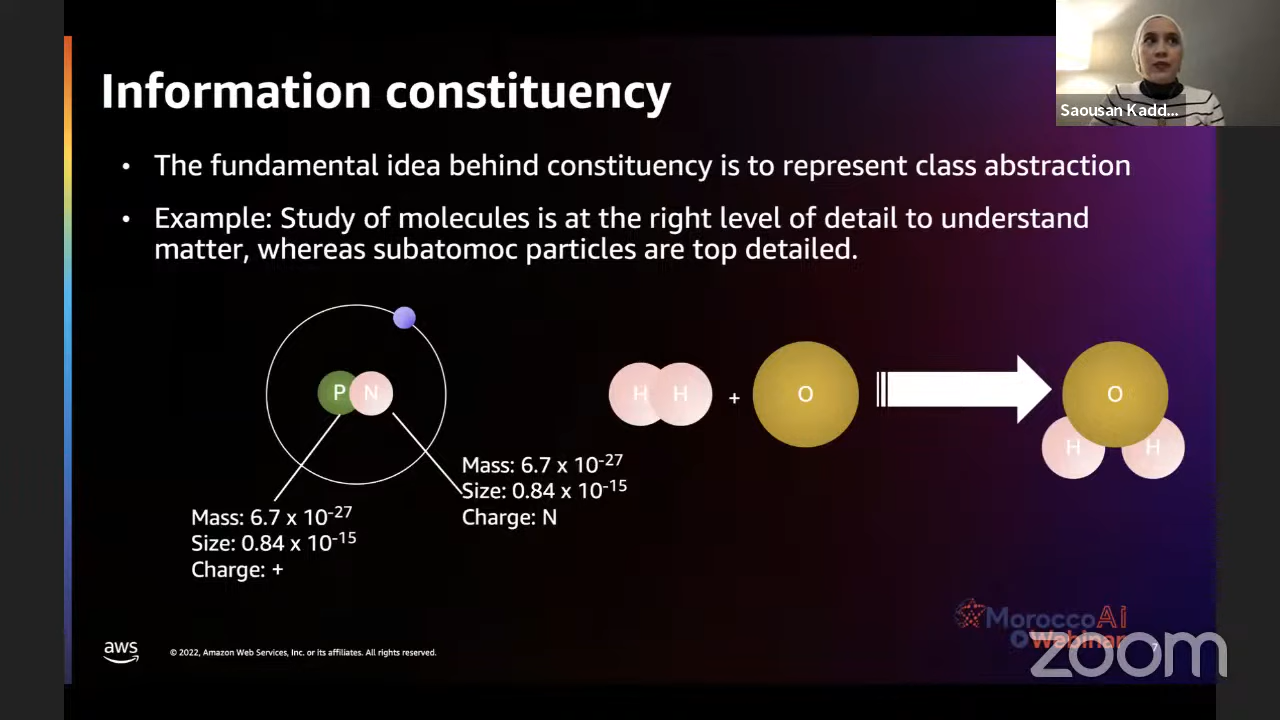 Information constituency
Saousan Kadd...
• The fundamental idea behind constituency is to represent class abstraction
• Example: Study of molecules is at the right level of detail to understand
matter, whereas subatomoc particles are top detailed.
P N
H H + O
O
H H
Mass: 6.7 x 10⁻²⁷
Size: 0.84 x 10⁻¹⁵
Charge: N
Mass: 6.7 x 10⁻²⁷
Size: 0.84 x 10⁻¹⁵
Charge: +
MoroccoAi
Webinar
aws
© 2022, Amazon Web Services, Inc. or its affiliates. All rights reserved.
7
zoom